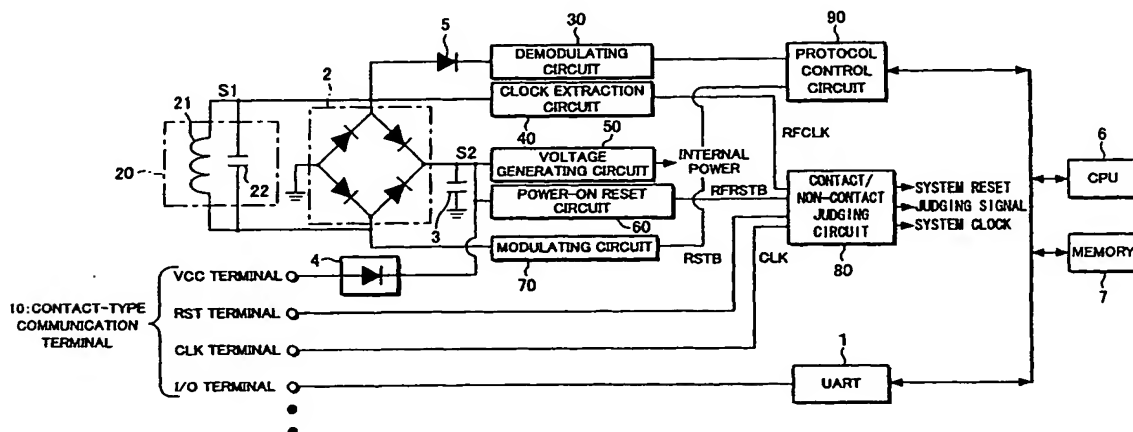 5
30
DEMODULATING
CIRCUIT
90
PROTOCOL
CONTROL
CIRCUIT
S1
2
21
20
22
CLOCK EXTRACTION
CIRCUIT
40
50
RFCLK
S2
VOLTAGE
GENERATING CIRCUIT
INTERNAL
POWER
6
CPU
3
POWER-ON RESET
CIRCUIT
60
RFRSTB
CONTACT/
NON-CONTACT
JUDGING
CIRCUIT
80
SYSTEM RESET
JUDGING SIGNAL
SYSTEM CLOCK
MODULATING CIRCUIT
70
RSTB
CLK
MEMORY
7
4
VCC TERMINAL
10:CONTACT-TYPE
COMMUNICATION
TERMINAL
RST TERMINAL
CLK TERMINAL
I/O TERMINAL
1
UART